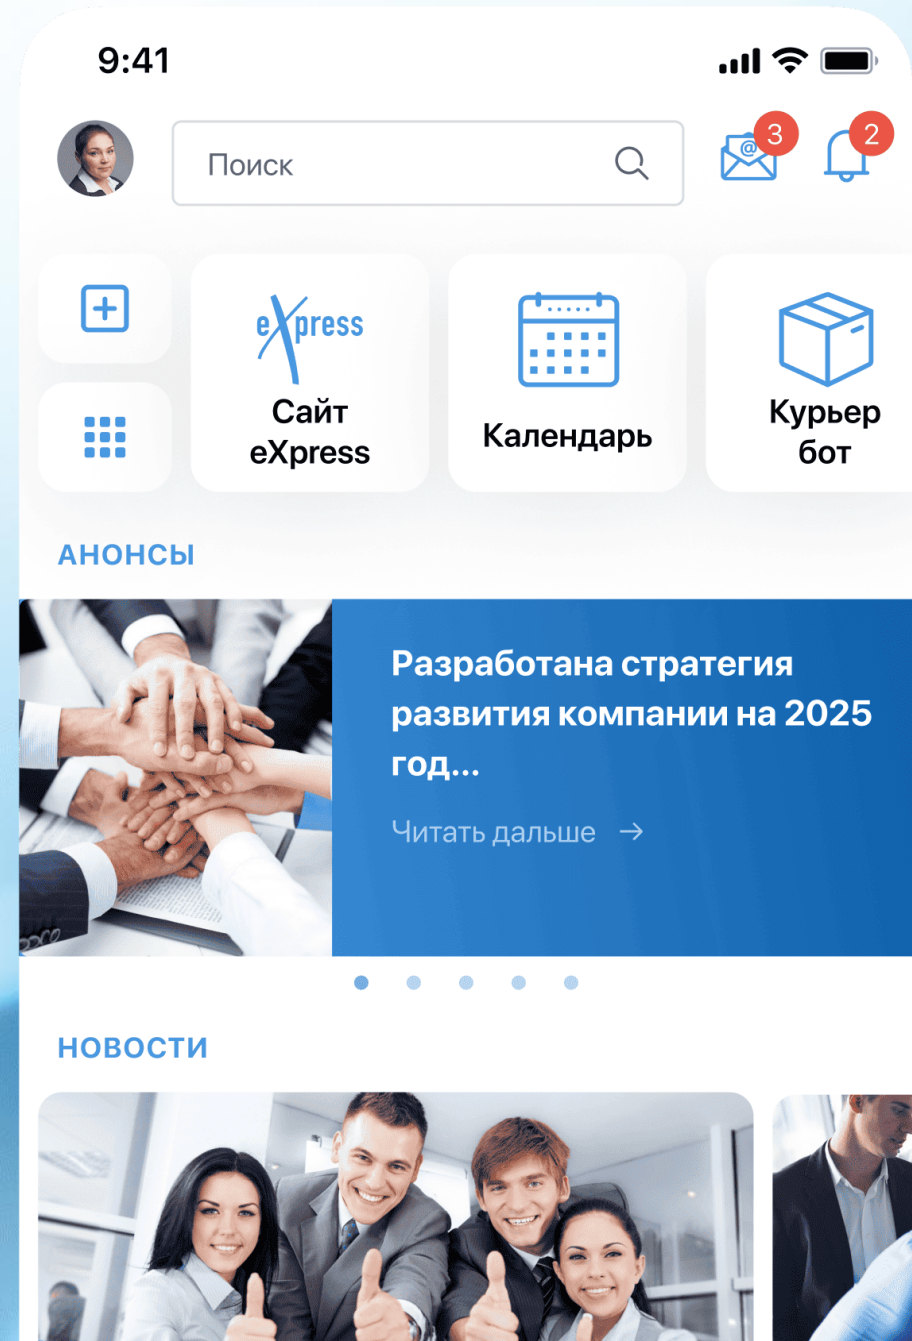 9:41
Поиск
3
2
eXpress
Сайт
eXpress
Календарь
Курьер
бот
АНОНСЫ
Разработана стратегия
развития компании на 2025
год...
Читать дальше →
НОВОСТИ